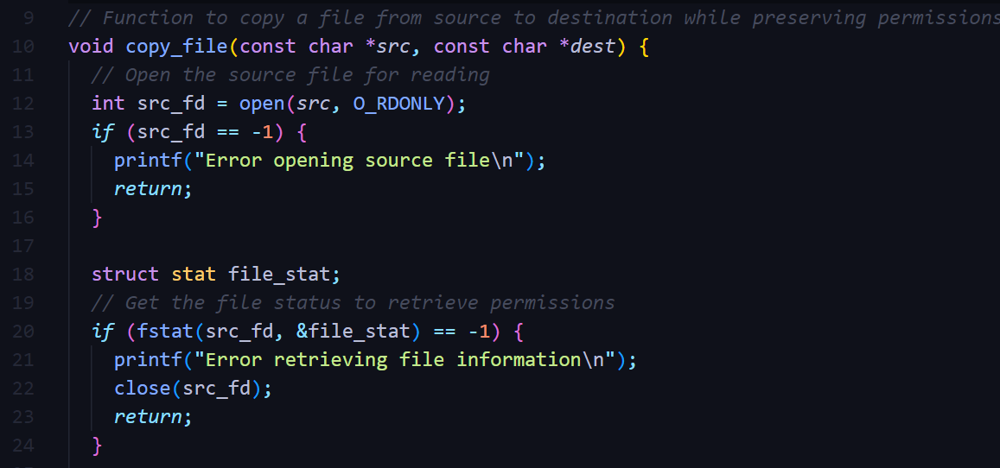 9 // Function to copy a file from source to destination while preserving permissions
10 void copy_file(const char *src, const char *dest) {
11   // Open the source file for reading
12   int src_fd = open(src, O_RDONLY);
13   if (src_fd == -1) {
14     printf("Error opening source file\n");
15     return;
16   }
17
18   struct stat file_stat;
19   // Get the file status to retrieve permissions
20   if (fstat(src_fd, &file_stat) == -1) {
21     printf("Error retrieving file information\n");
22     close(src_fd);
23     return;
24   }